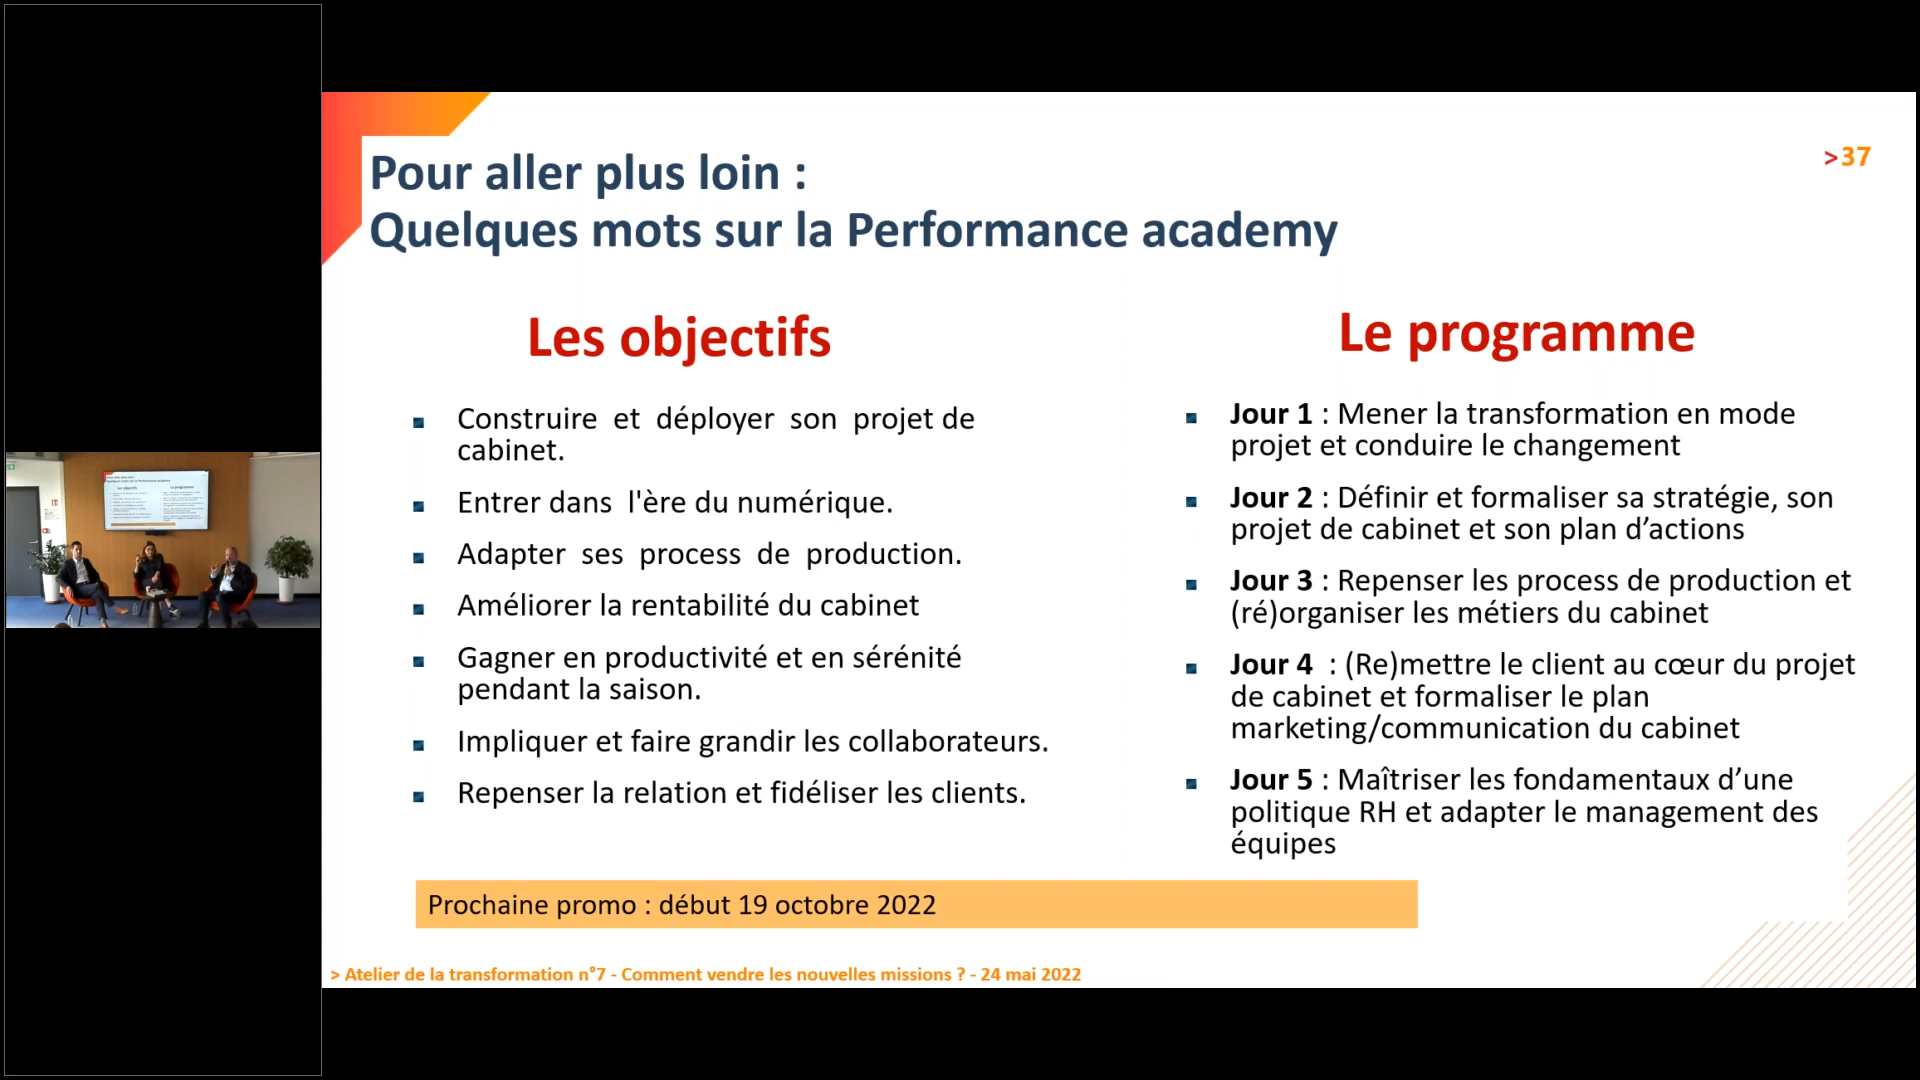 >37
Pour aller plus loin :
Quelques mots sur la Performance academy
Les objectifs
Construire et déployer son projet de
cabinet.
Entrer dans l'ère du numérique.
Adapter ses process de production.
Améliorer la rentabilité du cabinet
Gagner en productivité et en sérénité
pendant la saison.
Impliquer et faire grandir les collaborateurs.
Repenser la relation et fidéliser les clients.
Le programme
Jour 1 : Mener la transformation en mode
projet et conduire le changement
Jour 2 : Définir et formaliser sa stratégie, son
projet de cabinet et son plan d’actions
Jour 3 : Repenser les process de production et
(ré)organiser les métiers du cabinet
Jour 4 : (Re)mettre le client au cœur du projet
de cabinet et formaliser le plan
marketing/communication du cabinet
Jour 5 : Maîtriser les fondamentaux d’une
politique RH et adapter le management des
équipes
Prochaine promo : début 19 octobre 2022
> Atelier de la transformation n°7 - Comment vendre les nouvelles missions ? - 24 mai 2022